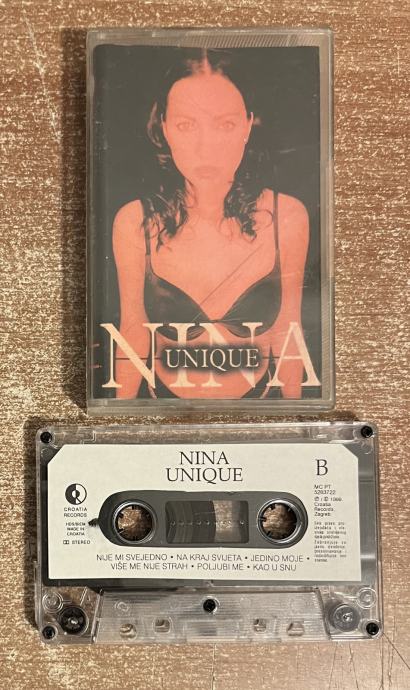 NINA
UNIQUE
NINA
UNIQUE
B
CROATIA
RECORDS
MADE IN
CROATIA
STEREO
MC PT
5283722
Croatia
Records,
Zagreb
NIJE MI SVEJEDNO • NA KRAJ SVIJETA • JEDINO MOJE •
VIŠE ME NIJE STRAH • POLJUBI ME • KAO U SNU